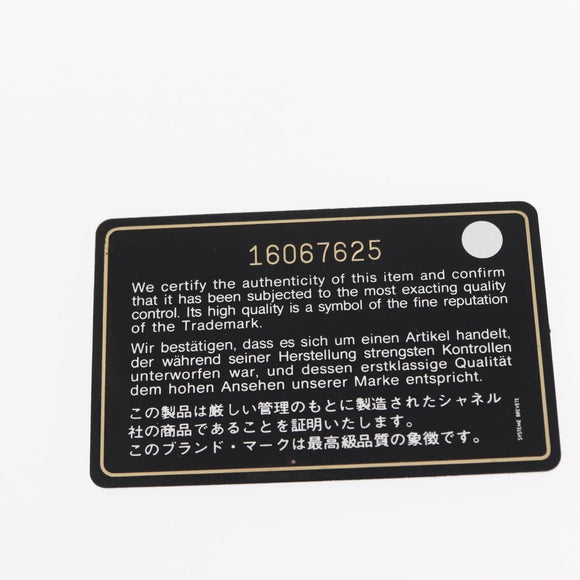 16067625
We certify the authenticity of this item and confirm
that it has been subjected to the most exacting quality
control. Its high quality is a symbol of the fine reputation
of the Trademark.
Wir bestätigen, dass es sich um einen Artikel handelt,
der während seiner Herstellung strengsten Kontrollen
unterworfen war, und dessen erstklassige Qualität
dem hohen Ansehen unserer Marke entspricht.
この製品は厳しい管理のもとに製造されたシャネル
社の商品であることを証明いたします。
このブランド・マークは最高級品質の象徴です。
SYSTEME BREVETE